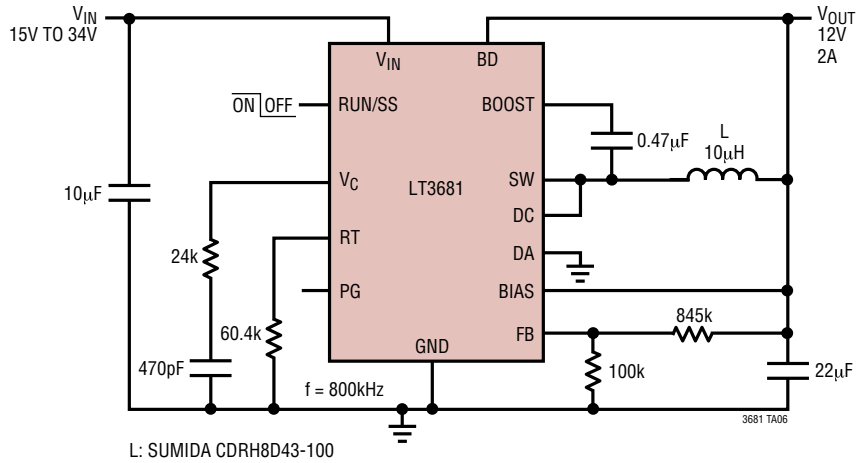 VIN
15V TO 34V
VOUT
12V
2A
VIN
BD
ON OFF
RUN/SS
BOOST
0.47µF
L
10µH
VC
LT3681
SW
10µF
DC
24k
RT
DA
PG
BIAS
60.4k
845k
FB
GND
470pF
100k
22µF
f = 800kHz
3681 TA06
L: SUMIDA CDRH8D43-100